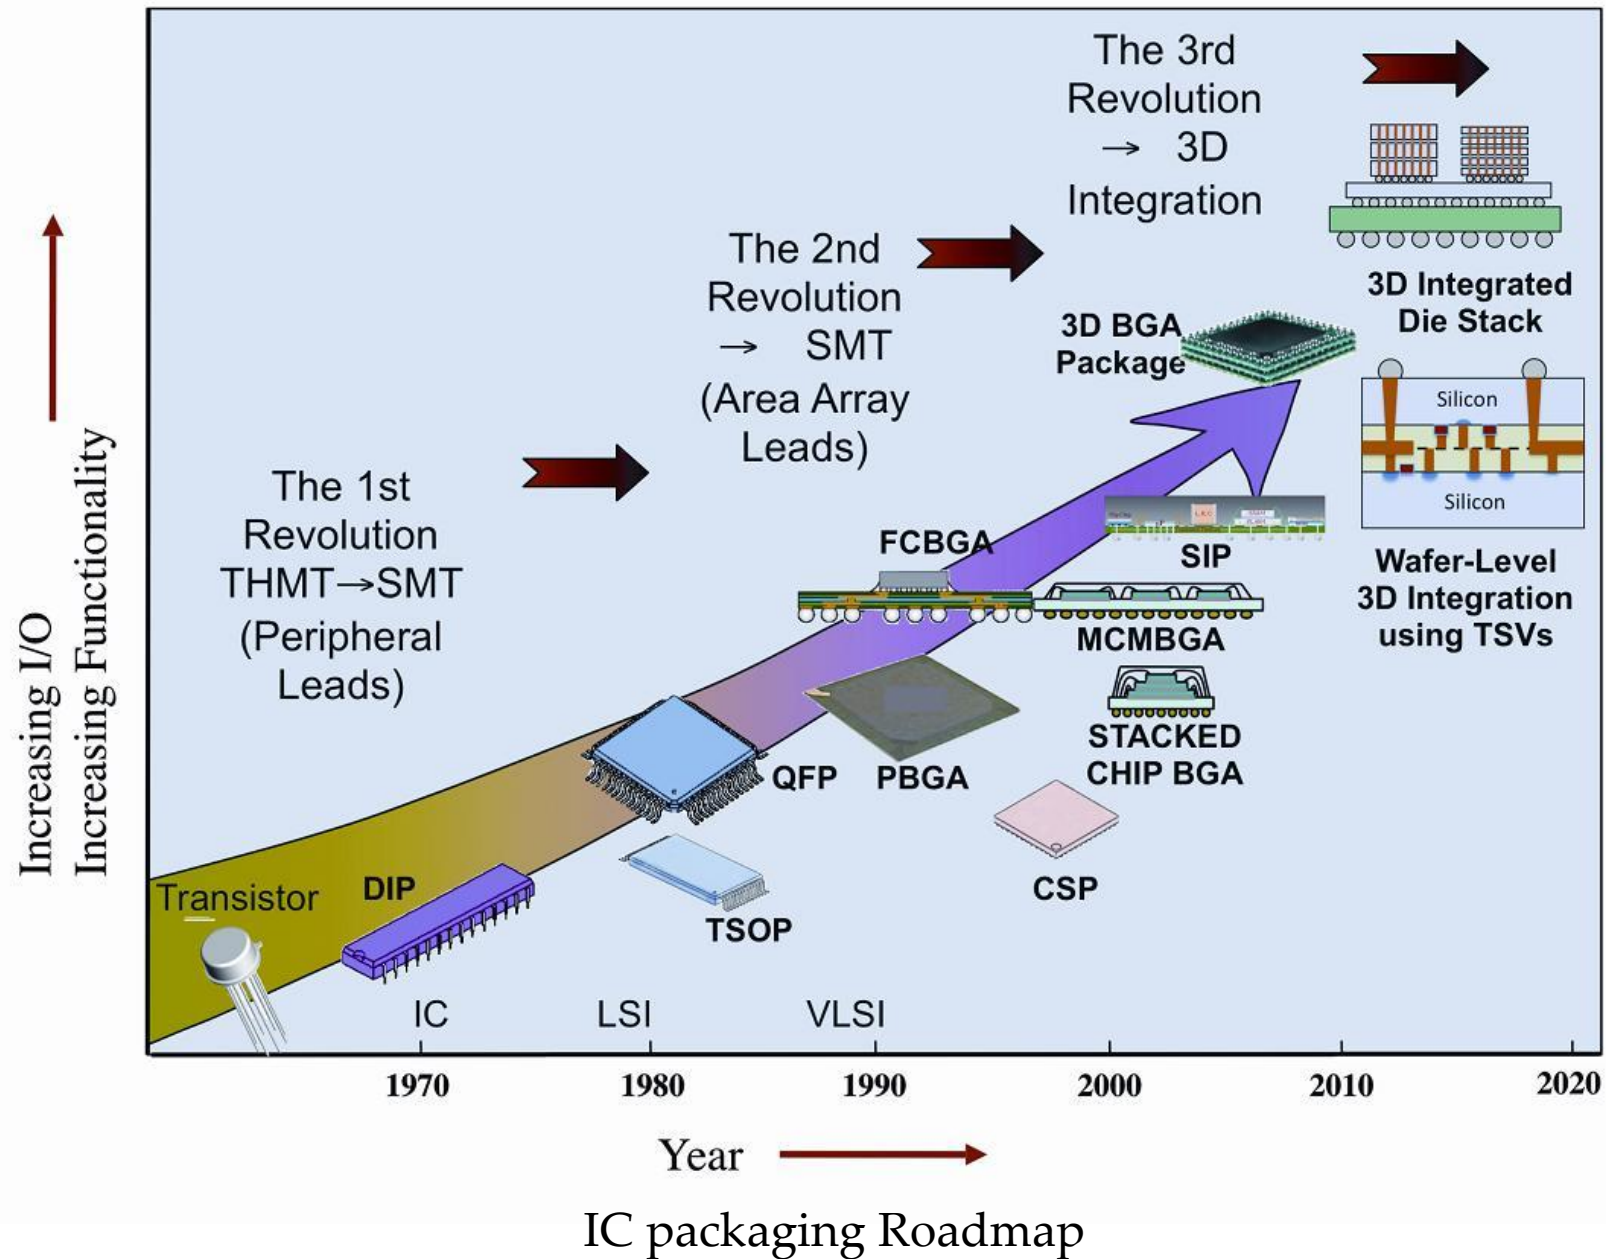 The 3rd
Revolution
→ 3D
Integration
3D Integrated
Die Stack
The 2nd
Revolution
→ SMT
(Area Array
Leads)
3D BGA
Package
Silicon
Silicon
Wafer-Level
3D Integration
using TSVs
The 1st
Revolution
THMT→SMT
(Peripheral
Leads)
FCBGA
SIP
MCMBGA
STACKED
CHIP BGA
QFP
PBGA
CSP
TSOP
Transistor
DIP
IC
LSI
VLSI
Increasing I/O
Increasing Functionality
1970
1980
1990
2000
2010
2020
Year
IC packaging Roadmap